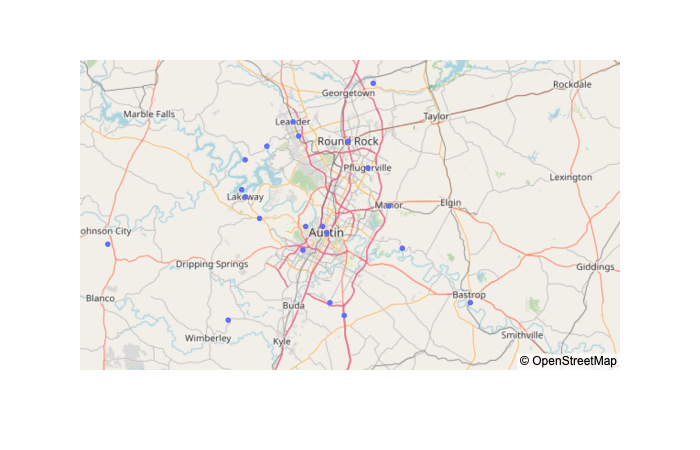 Georgetown
Rockdale
Marble Falls
Taylor
Leander
Round Rock
Pflugerville
Lexington
Lakeway
Manor
Elgin
ohnson City
Austin
Dripping Springs
Giddings
Blanco
Bastrop
Buda
Smithville
Wimberley
Kyle
© OpenStreetMap